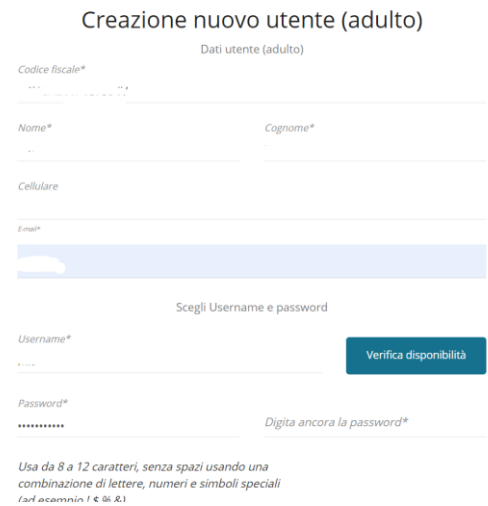 Creazione nuovo utente (adulto)
Dati utente (adulto)
Codice fiscale*
Nome*
Cognome*
Cellulare
E-mail*
Scegli Username e password
Username*
Verifica disponibilità
Password*
•••••••••••
Digita ancora la password*
Usa da 8 a 12 caratteri, senza spazi usando una
combinazione di lettere, numeri e simboli speciali
(ad esempio ! $ % &)